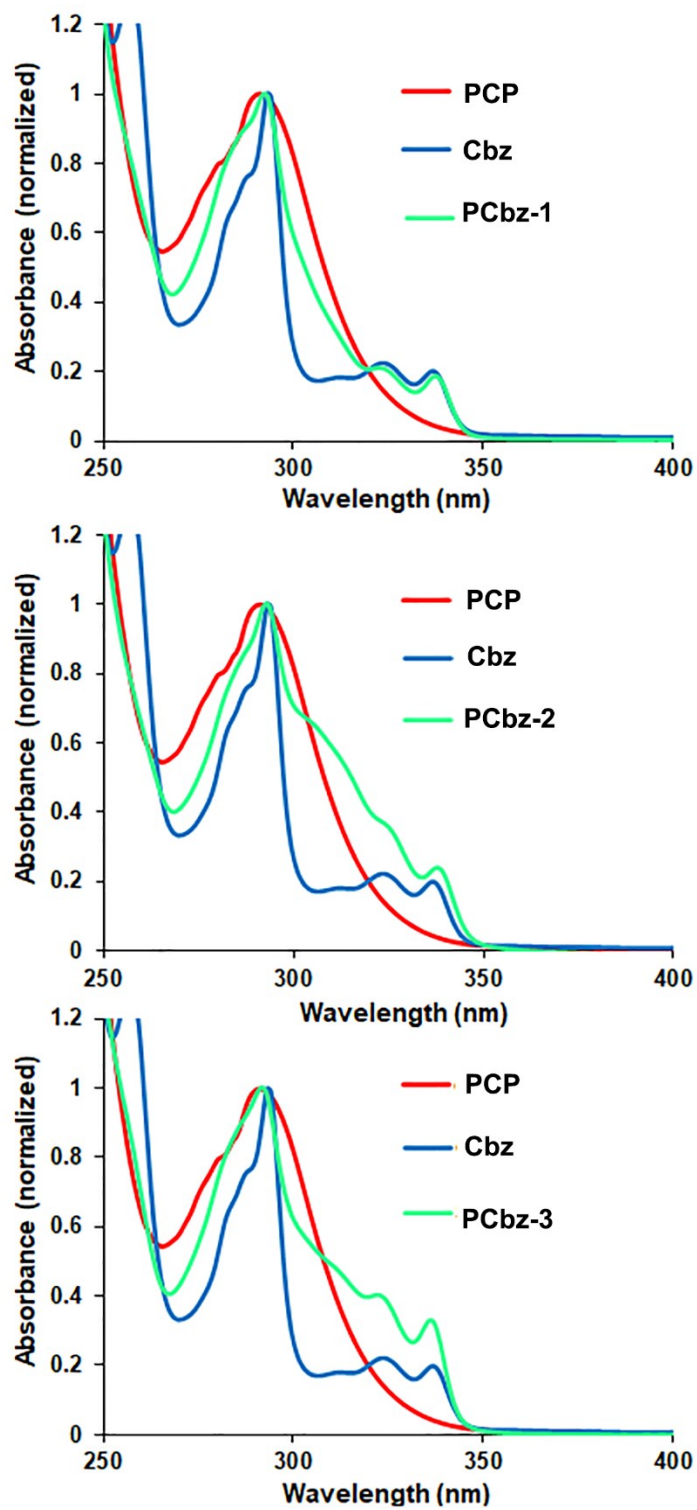 1.2
1
0.8
0.6
0.4
0.2
0
Absorbance (normalized)
PCP
Cbz
PCbz-1
250
300
350
400
Wavelength (nm)
1.2
1
0.8
0.6
0.4
0.2
0
Absorbance (normalized)
PCP
Cbz
PCbz-2
250
300
350
400
Wavelength (nm)
1.2
1
0.8
0.6
0.4
0.2
0
Absorbance (normalized)
PCP
Cbz
PCbz-3
250
300
350
400
Wavelength (nm)